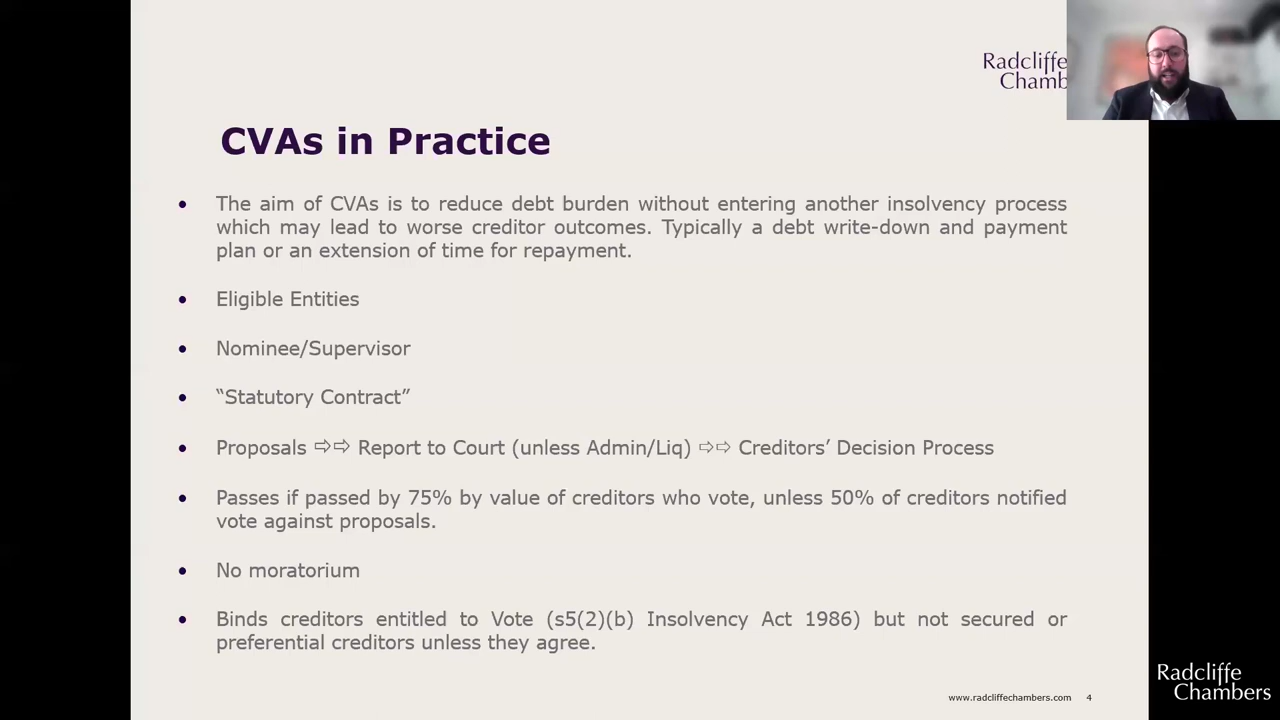 Radcliffe
Chamb
CVAs in Practice
• The aim of CVAs is to reduce debt burden without entering another insolvency process
which may lead to worse creditor outcomes. Typically a debt write-down and payment
plan or an extension of time for repayment.
• Eligible Entities
• Nominee/Supervisor
• “Statutory Contract”
• Proposals ⇨⇨ Report to Court (unless Admin/Liq) ⇨⇨ Creditors’ Decision Process
• Passes if passed by 75% by value of creditors who vote, unless 50% of creditors notified
vote against proposals.
• No moratorium
• Binds creditors entitled to Vote (s5(2)(b) Insolvency Act 1986) but not secured or
preferential creditors unless they agree.
www.radcliffechambers.com 4
Radcliffe
Chambers